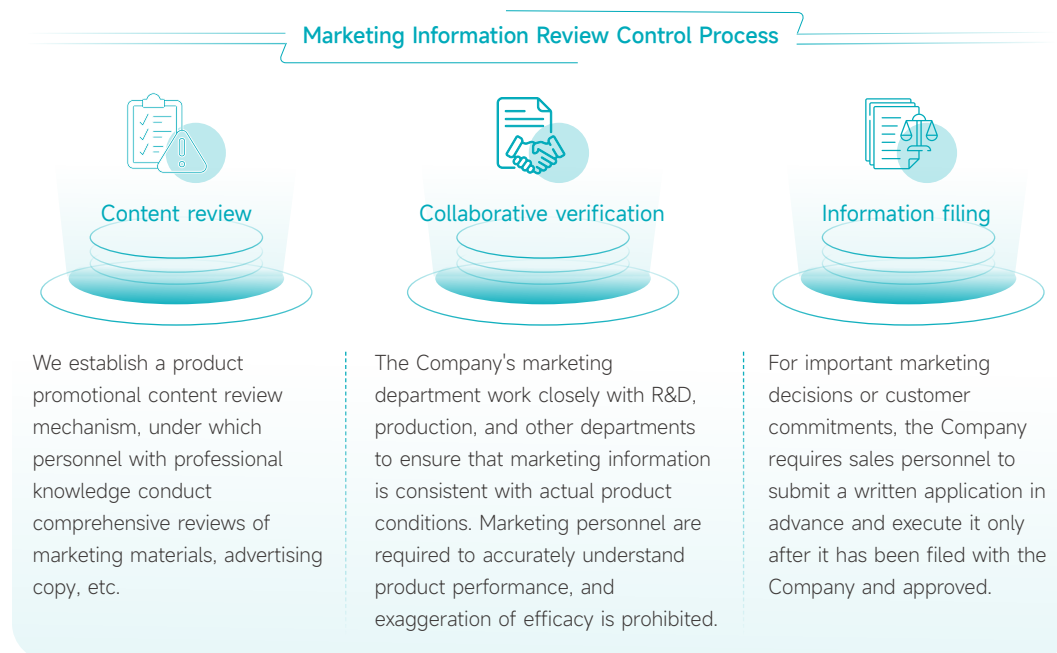 Marketing Information Review Control Process
Content review
Collaborative verification
Information filing
We establish a product
promotional content review
mechanism, under which
personnel with professional
knowledge conduct
comprehensive reviews of
marketing materials, advertising
copy, etc.
The Company's marketing
department work closely with R&D,
production, and other departments
to ensure that marketing information
is consistent with actual product
conditions. Marketing personnel are
required to accurately understand
product performance, and
exaggeration of efficacy is prohibited.
For important marketing
decisions or customer
commitments, the Company
requires sales personnel to
submit a written application in
advance and execute it only
after it has been filed with the
Company and approved.